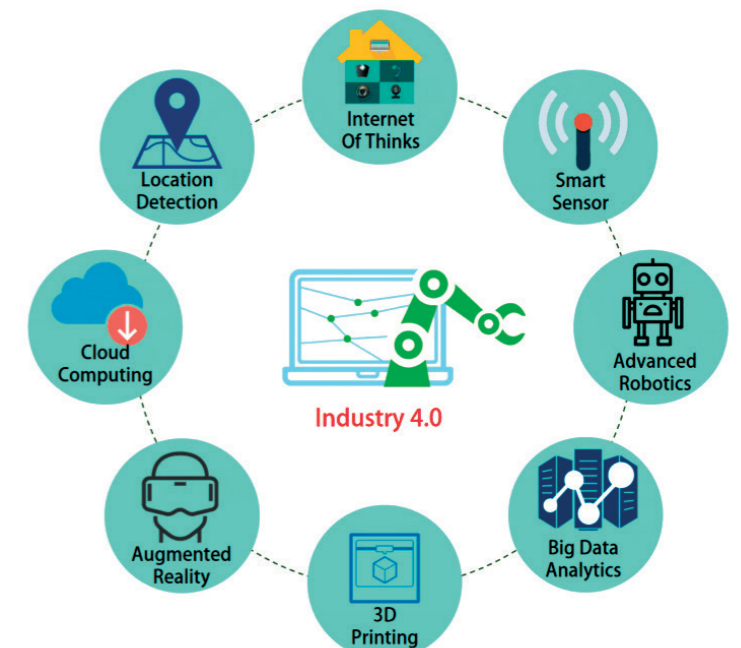 Internet
Of Thinks
Smart
Sensor
Advanced
Robotics
Big Data
Analytics
3D
Printing
Augmented
Reality
Cloud
Computing
Location
Detection
Industry 4.0